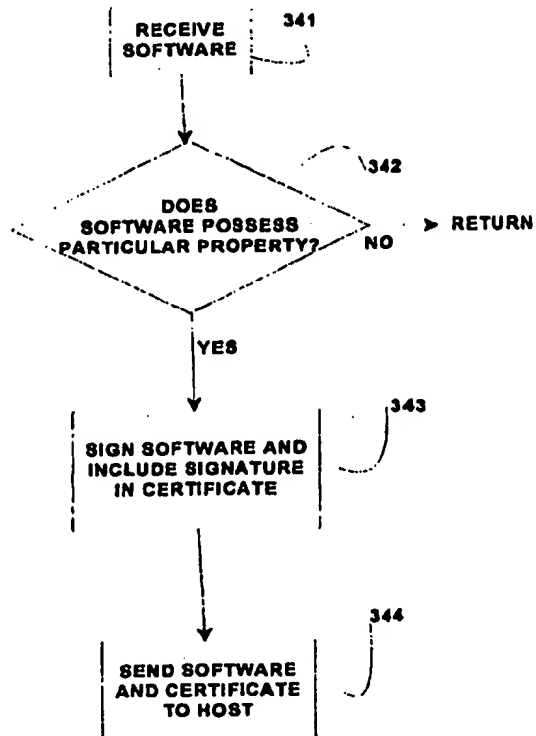 RECEIVE
SOFTWARE
341
DOES
SOFTWARE POSSESS
PARTICULAR PROPERTY?
342
NO
RETURN
YES
SIGN SOFTWARE AND
INCLUDE SIGNATURE
IN CERTIFICATE
343
SEND SOFTWARE
AND CERTIFICATE
TO HOST
344